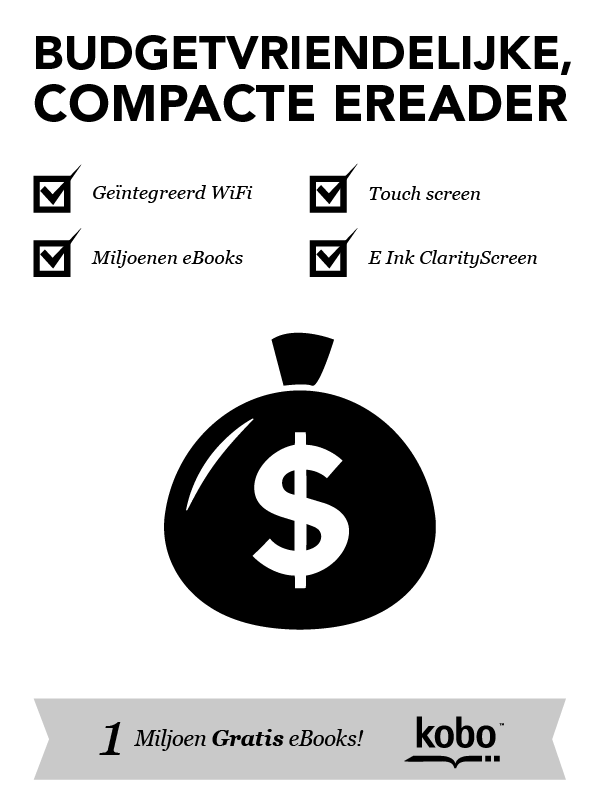 BUDGETVRIENDELIJKE,
COMPACTE EREADER
Geïntegreerd WiFi
Touch screen
Miljoenen eBooks
E Ink ClarityScreen
$
1 Miljoen Gratis eBooks!
kobo™